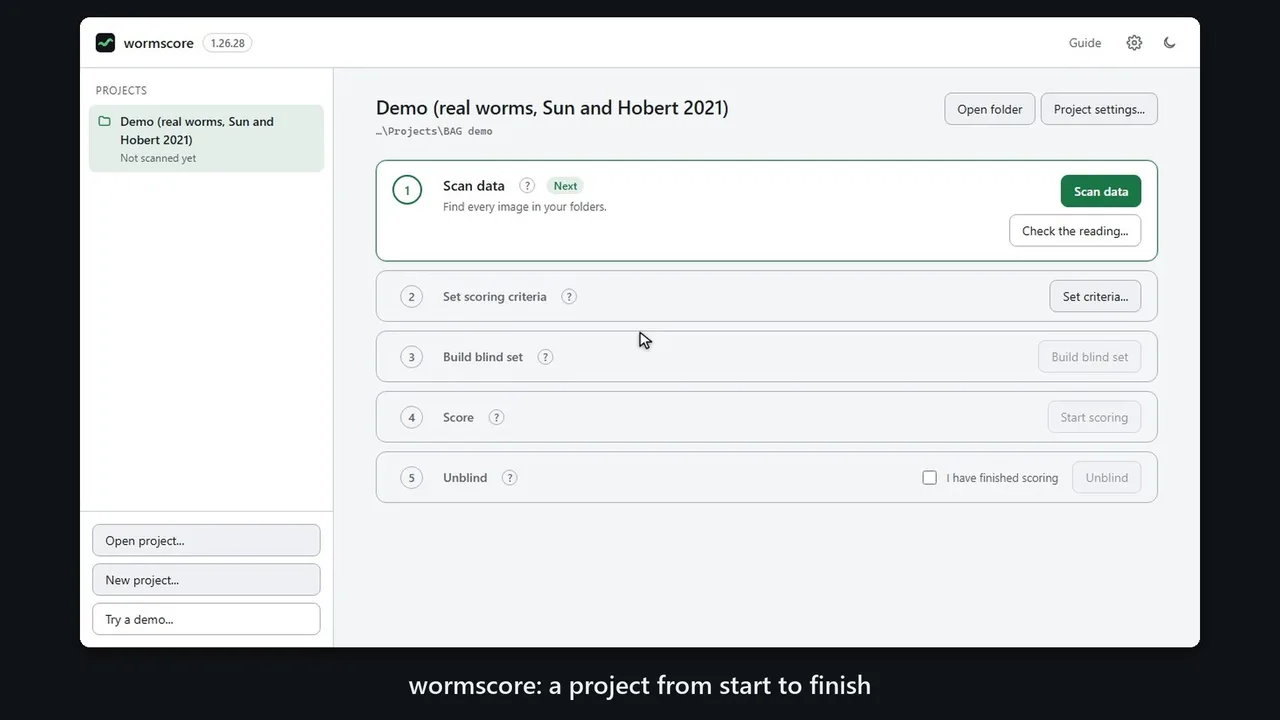 wormscore 1.26.28 Guide
PROJECTS
Demo (real worms, Sun and
Hobert 2021)
Not scanned yet
Open project...
New project...
Try a demo...
Demo (real worms, Sun and Hobert 2021)
…\Projects\BAG demo
Open folder
Project settings...
1 Scan data ? Next
Find every image in your folders.
Scan data
Check the reading...
2 Set scoring criteria ? Set criteria...
3 Build blind set ? Build blind set
4 Score ? Start scoring
5 Unblind ? I have finished scoring Unblind
wormscore: a project from start to finish